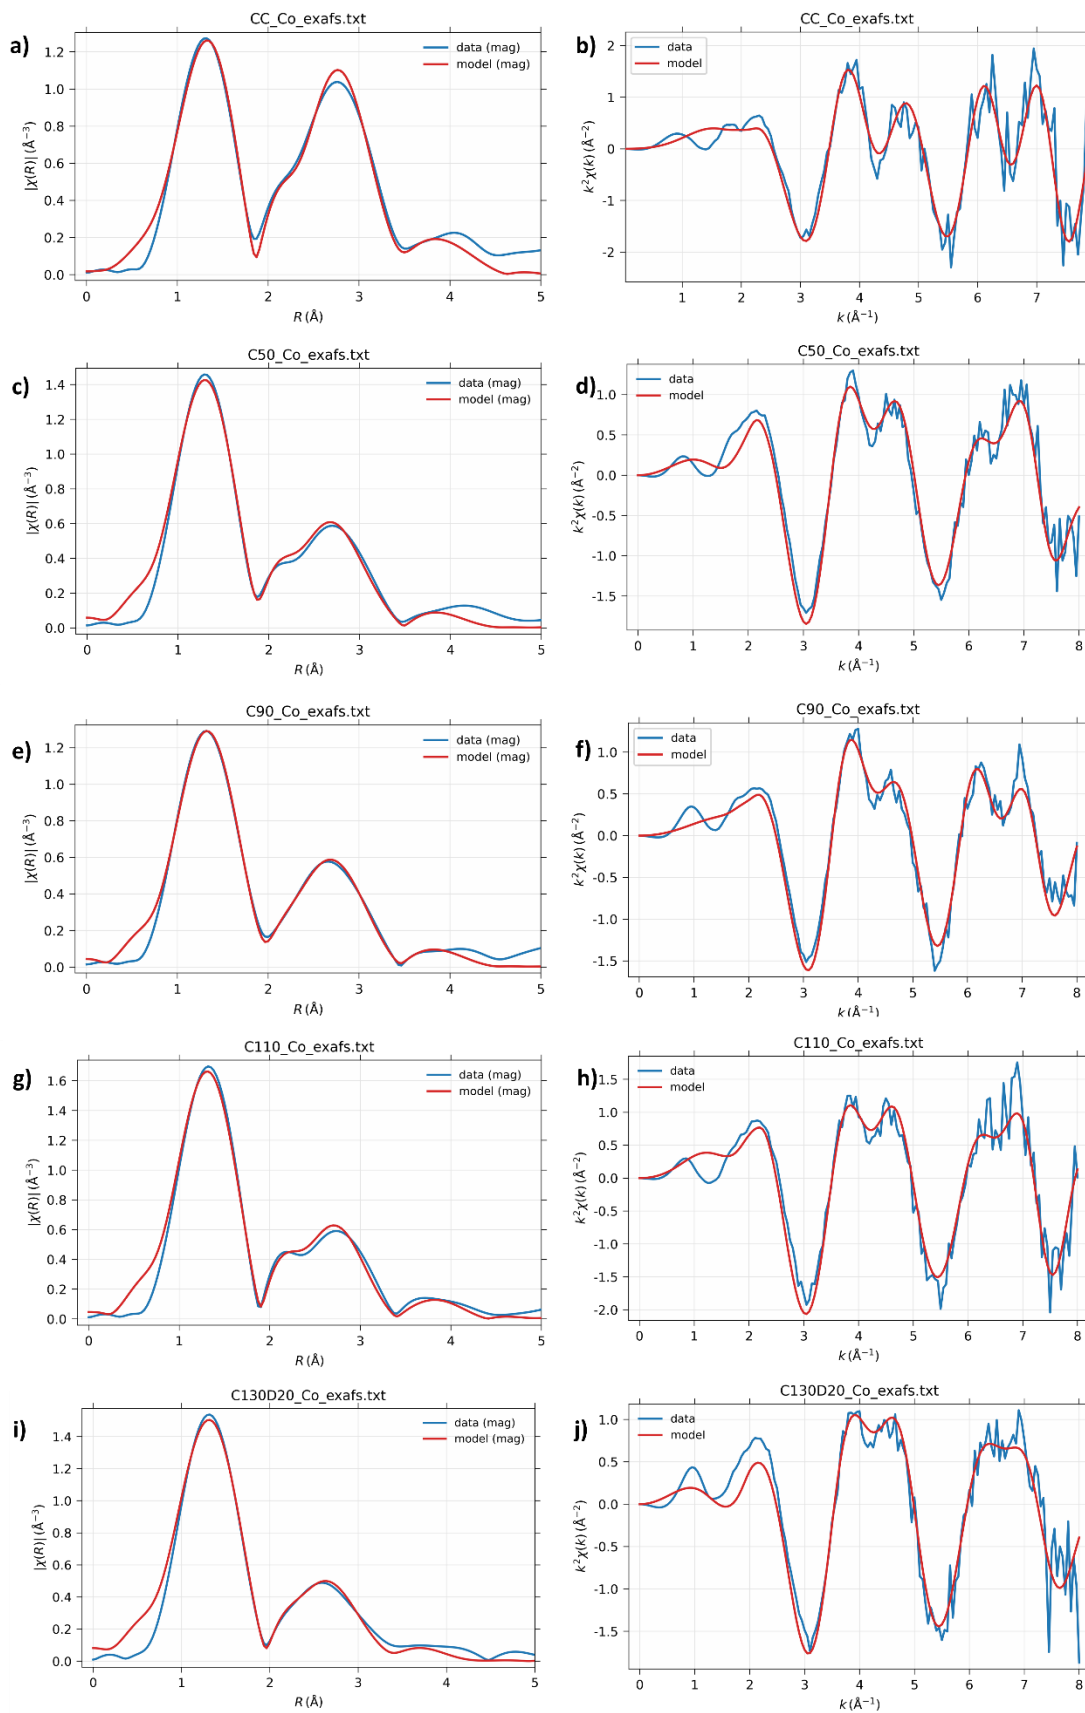 CC_Co_exafs.txt
a)
data (mag)
model (mag)
1.2
1.0
0.8
0.6
0.4
0.2
0.0
|χ(R)| (Å⁻³)
0 1 2 3 4 5
R (Å)
b)
data
model
2
1
0
-1
-2
k²χ(k) (Å⁻²)
1 2 3 4 5 6 7
k (Å⁻¹)
C50_Co_exafs.txt
c)
data (mag)
model (mag)
1.4
1.2
1.0
0.8
0.6
0.4
0.2
0.0
|χ(R)| (Å⁻³)
0 1 2 3 4 5
R (Å)
C50_Co_exafs.txt
d)
data
model
1.0
0.5
0.0
-0.5
-1.0
-1.5
k²χ(k) (Å⁻²)
0 1 2 3 4 5 6 7 8
k (Å⁻¹)
C90_Co_exafs.txt
e)
data (mag)
model (mag)
1.2
1.0
0.8
0.6
0.4
0.2
0.0
|χ(R)| (Å⁻³)
0 1 2 3 4 5
R (Å)
C90_Co_exafs.txt
f)
data
model
1.0
0.5
0.0
-0.5
-1.0
-1.5
k²χ(k) (Å⁻²)
0 1 2 3 4 5 6 7 8
k (Å⁻¹)
C110_Co_exafs.txt
g)
data (mag)
model (mag)
1.6
1.4
1.2
1.0
0.8
0.6
0.4
0.2
0.0
|χ(R)| (Å⁻³)
0 1 2 3 4 5
R (Å)
C110_Co_exafs.txt
h)
data
model
1.5
1.0
0.5
0.0
-0.5
-1.0
-1.5
-2.0
k²χ(k) (Å⁻²)
0 1 2 3 4 5 6 7 8
k (Å⁻¹)
C130D20_Co_exafs.txt
i)
data (mag)
model (mag)
1.4
1.2
1.0
0.8
0.6
0.4
0.2
0.0
|χ(R)| (Å⁻³)
0 1 2 3 4 5
R (Å)
C130D20_Co_exafs.txt
j)
data
model
1.0
0.5
0.0
-0.5
-1.0
-1.5
k²χ(k) (Å⁻²)
0 1 2 3 4 5 6 7 8
k (Å⁻¹)